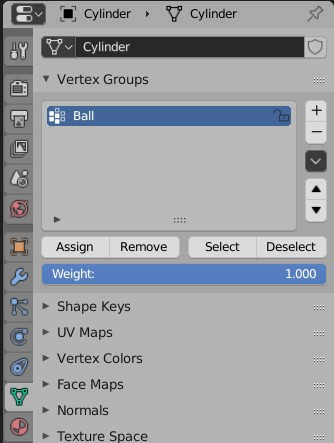 Cylinder › Cylinder
Cylinder
Vertex Groups
Ball
Assign Remove Select Deselect
Weight: 1.000
Shape Keys
UV Maps
Vertex Colors
Face Maps
Normals
Texture Space